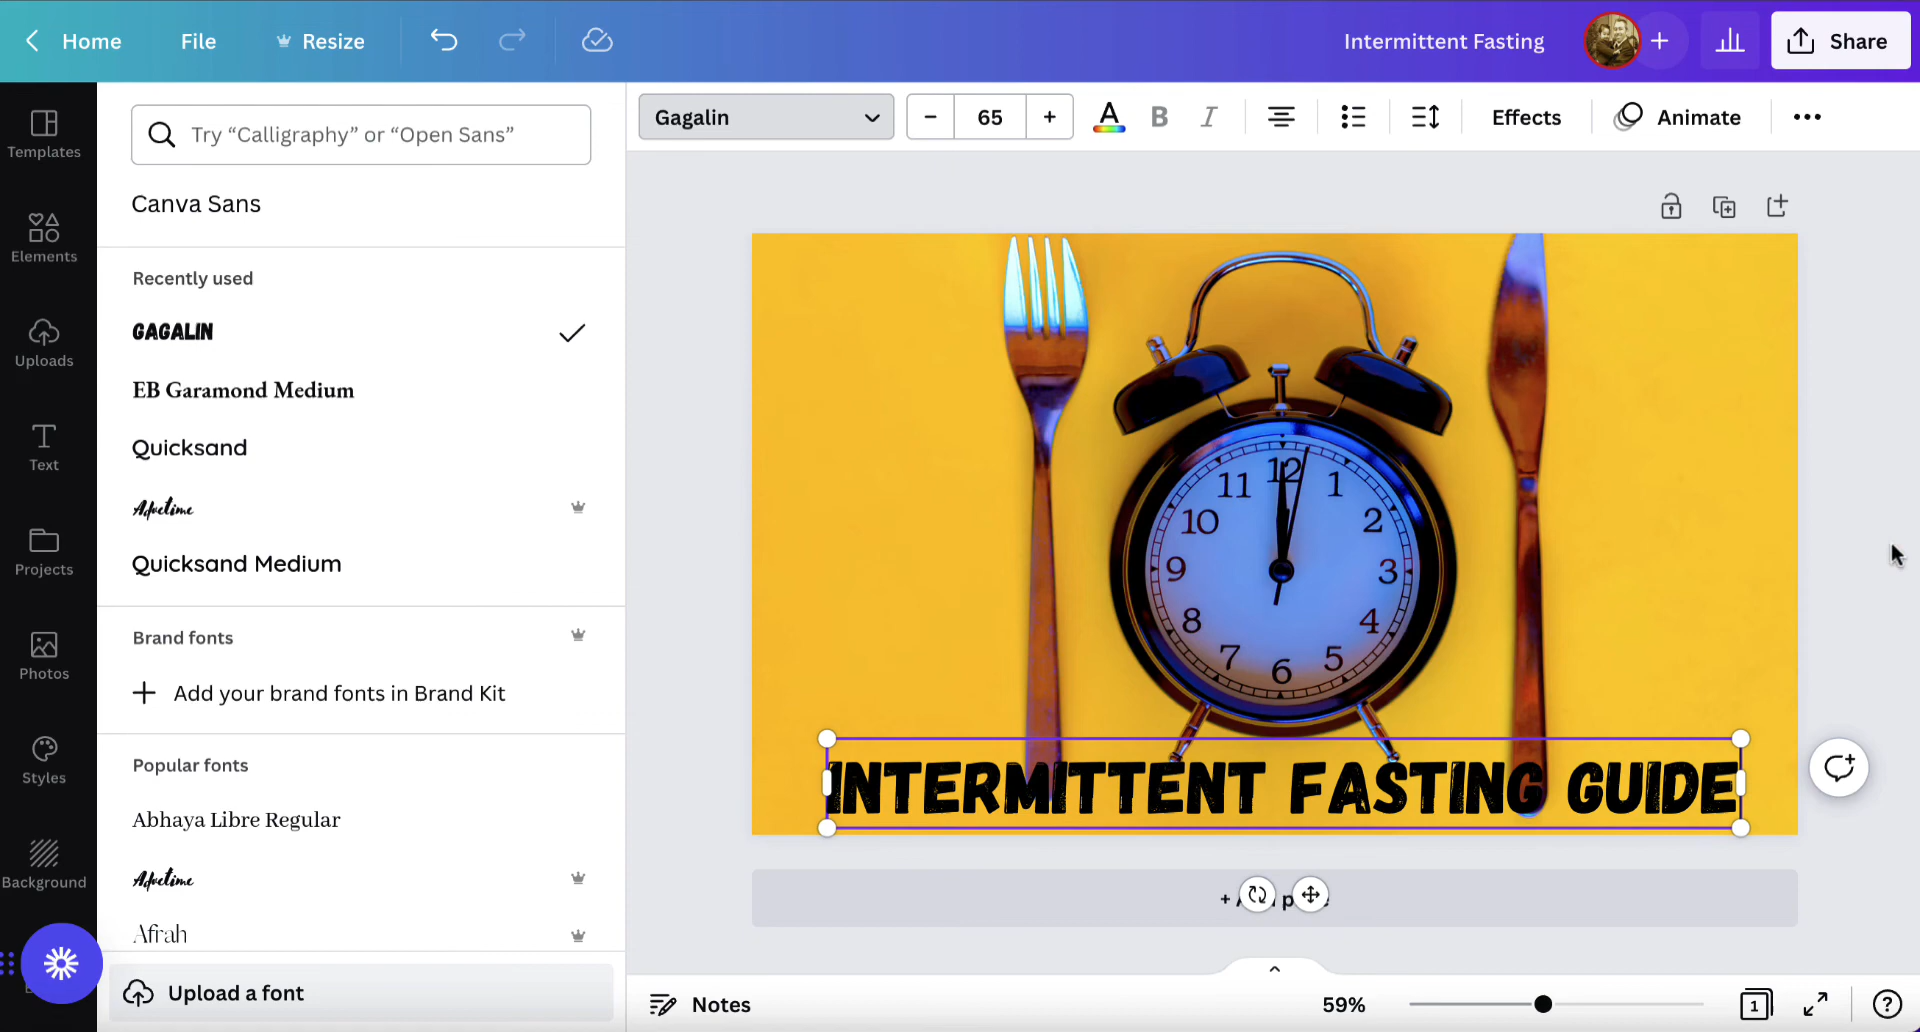 Home
File
Resize
Intermittent Fasting
Share
Templates
Elements
Uploads
Text
Projects
Photos
Styles
Background
Try “Calligraphy” or “Open Sans”
Canva Sans
Recently used
GAGALIN
EB Garamond Medium
Quicksand
Advetime
Quicksand Medium
Brand fonts
Add your brand fonts in Brand Kit
Popular fonts
Abhaya Libre Regular
Advetime
Afrah
Upload a font
Gagalin
− 65 +
A B I
Effects
Animate
12
11 1
10 2
9 3
8 4
7 5
6
INTERMITTENT FASTING GUIDE
Notes
59%
1
?